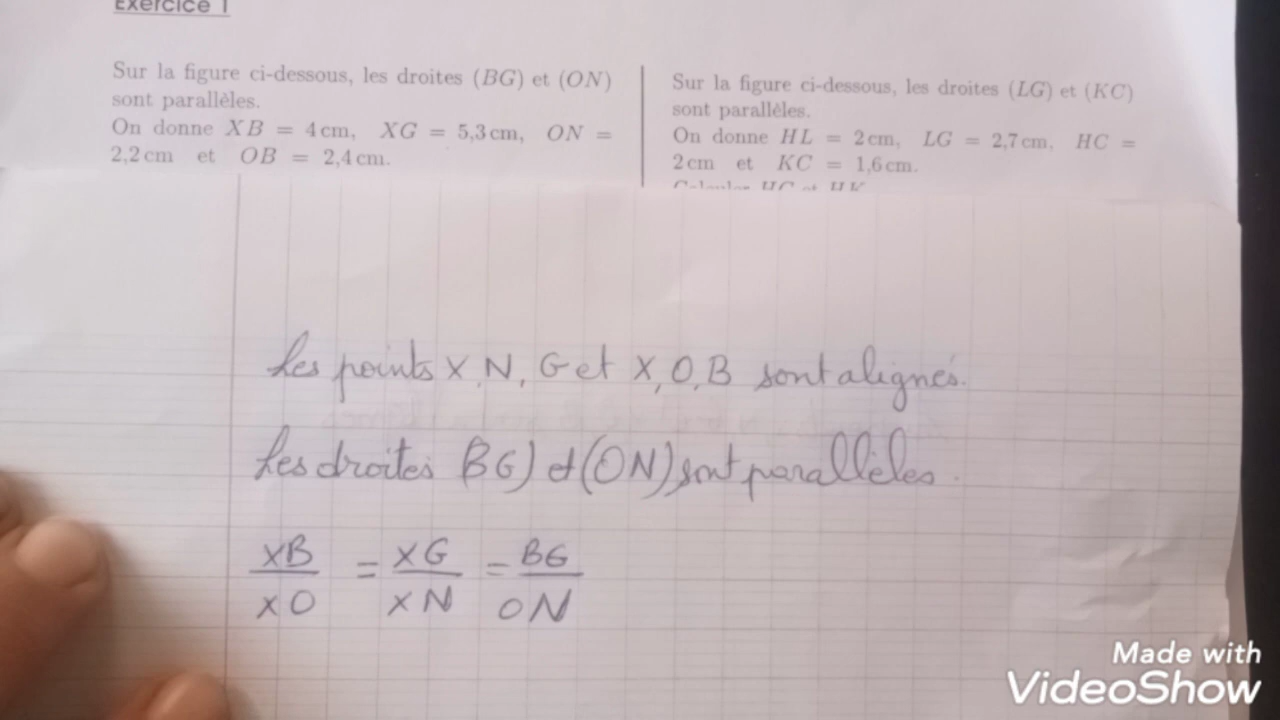 Exercice 1
Sur la figure ci-dessous, les droites (BG) et (ON)
sont parallèles.
On donne XB = 4 cm, XG = 5,3 cm, ON =
2,2 cm et OB = 2,4 cm.
Sur la figure ci-dessous, les droites (LG) et (KC)
sont parallèles.
On donne HL = 2 cm, LG = 2,7 cm, HC =
2 cm et KC = 1,6 cm.
Les points X, N, G et X, O, B sont alignés.
Les droites BG) et (ON) sont parallèles.
XB/XO = XG/XN = BG/ON
Made with
VideoShow